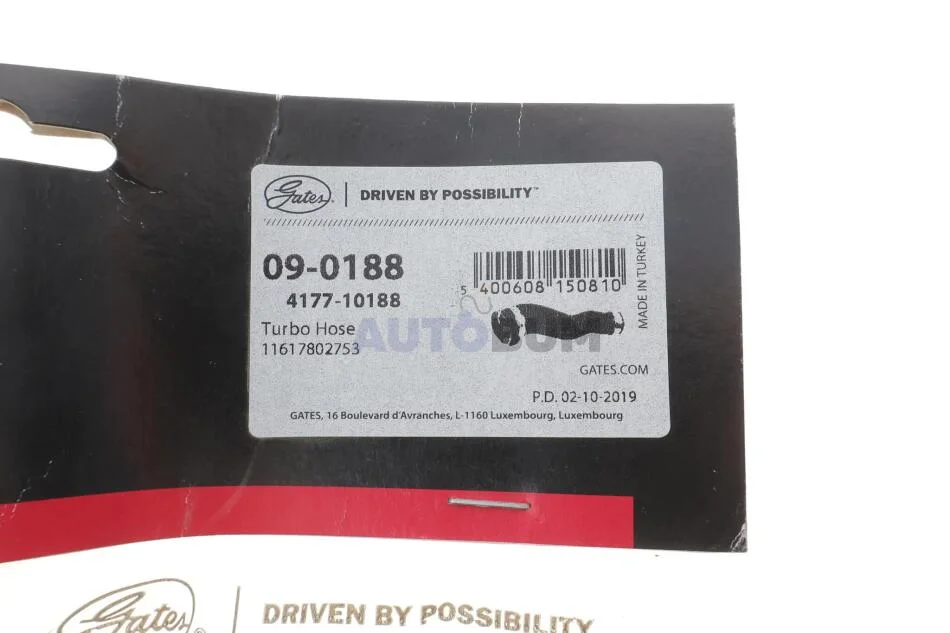 Gates® | DRIVEN BY POSSIBILITY™
09-0188
4177-10188
Turbo Hose
11617802753
5 400608 150810
MADE IN TURKEY
AUTOBUM
GATES.COM
P.D. 02-10-2019
GATES, 16 Boulevard d'Avranches, L-1160 Luxembourg, Luxembourg
Gates® | DRIVEN BY POSSIBILITY